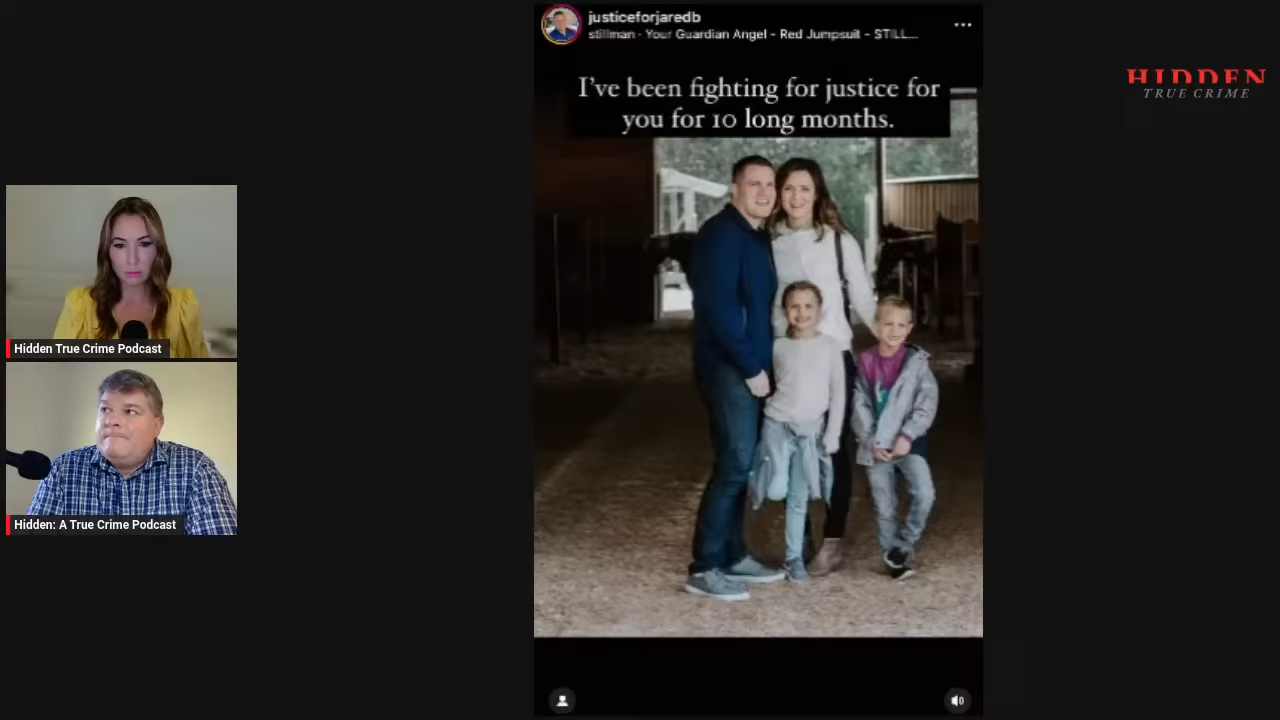 justiceforjaredb
stillman · Your Guardian Angel - Red Jumpsuit - STILL...
I've been fighting for justice for
you for 10 long months.
HIDDEN
TRUE CRIME
Hidden True Crime Podcast
Hidden: A True Crime Podcast